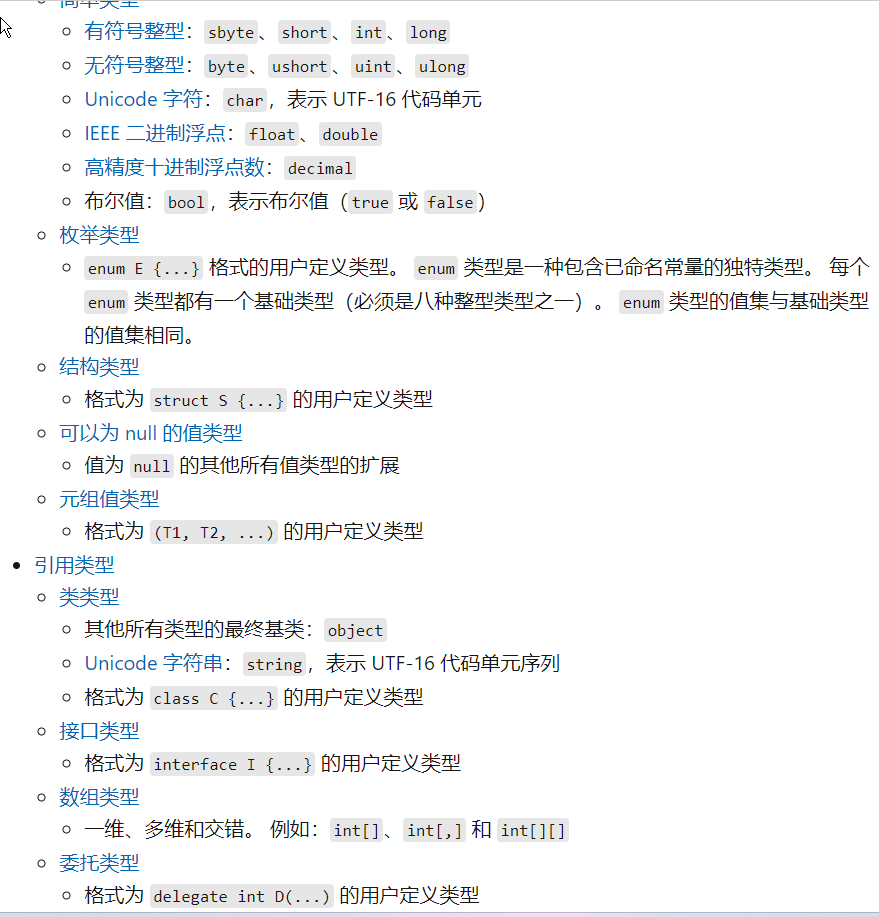 简单类型
有符号整型：sbyte、short、int、long
无符号整型：byte、ushort、uint、ulong
Unicode 字符：char，表示 UTF-16 代码单元
IEEE 二进制浮点：float、double
高精度十进制浮点数：decimal
布尔值：bool，表示布尔值（true 或 false）
枚举类型
enum E {...} 格式的用户定义类型。 enum 类型是一种包含已命名常量的独特类型。 每个
enum 类型都有一个基础类型（必须是八种整型类型之一）。 enum 类型的值集与基础类型
的值集相同。
结构类型
格式为 struct S {...} 的用户定义类型
可以为 null 的值类型
值为 null 的其他所有值类型的扩展
元组值类型
格式为 (T1, T2, ...) 的用户定义类型
引用类型
类类型
其他所有类型的最终基类：object
Unicode 字符串：string，表示 UTF-16 代码单元序列
格式为 class C {...} 的用户定义类型
接口类型
格式为 interface I {...} 的用户定义类型
数组类型
一维、多维和交错。 例如：int[]、int[,] 和 int[][]
委托类型
格式为 delegate int D(...) 的用户定义类型